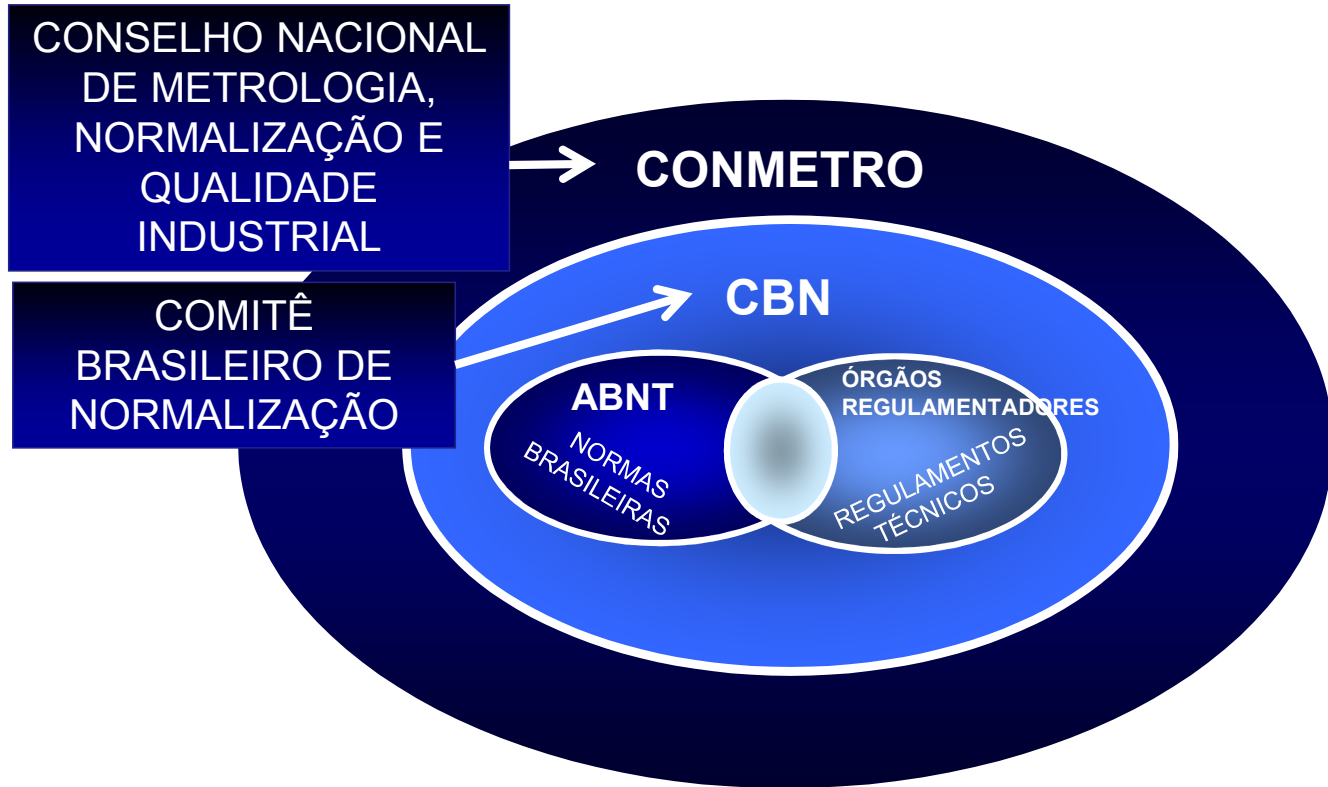 CONSELHO NACIONAL
DE METROLOGIA,
NORMALIZAÇÃO E
QUALIDADE
INDUSTRIAL
CONMETRO
COMITÊ
BRASILEIRO DE
NORMALIZAÇÃO
CBN
ABNT
NORMAS
BRASILEIRAS
ÓRGÃOS
REGULAMENTADORES
REGULAMENTOS
TÉCNICOS